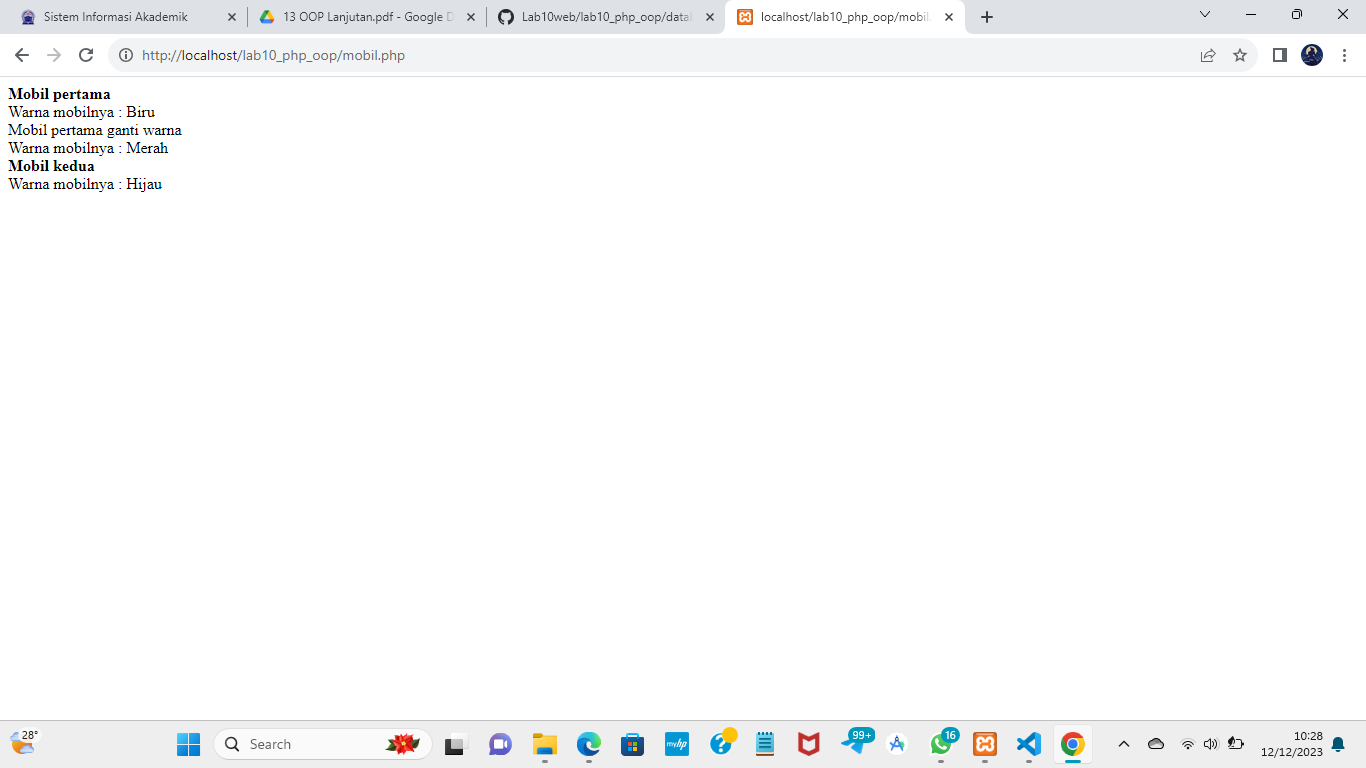 Sistem Informasi Akademik
13 OOP Lanjutan.pdf - Google D
Lab10web/lab10_php_oop/data
localhost/lab10_php_oop/mobil.
http://localhost/lab10_php_oop/mobil.php
Mobil pertama
Warna mobilnya : Biru
Mobil pertama ganti warna
Warna mobilnya : Merah
Mobil kedua
Warna mobilnya : Hijau
28°
Search
myhp
99+
16
10:28
12/12/2023